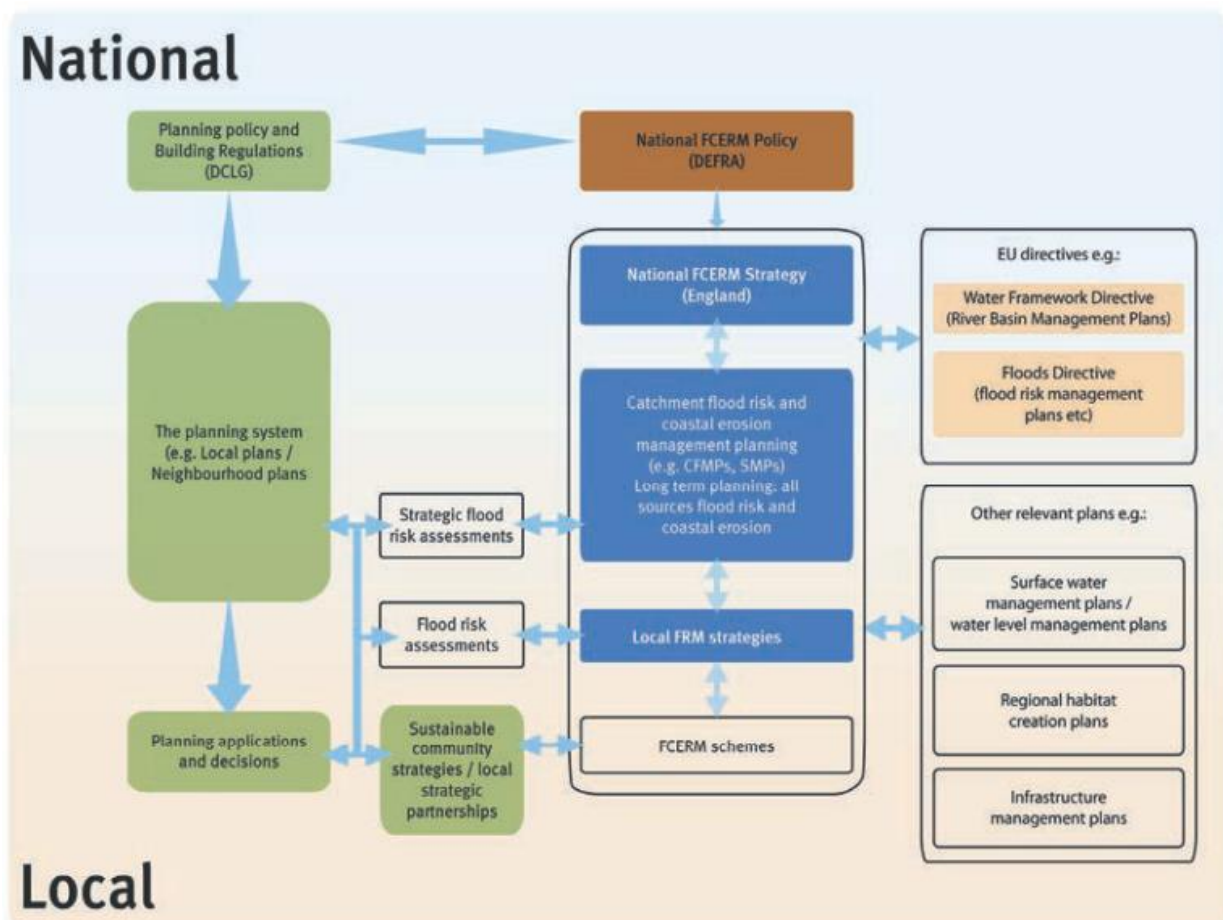 National
Planning policy and
Building Regulations
(DCLG)
National FCERM Policy
(DEFRA)
National FCERM Strategy
(England)
EU directives e.g.:
Water Framework Directive
(River Basin Management Plans)
Floods Directive
(flood risk management
plans etc)
The planning system
(e.g. Local plans /
Neighbourhood plans
Catchment flood risk and
coastal erosion
management planning
(e.g. CFMPs, SMPs)
Long term planning: all
sources flood risk and
coastal erosion
Strategic flood
risk assessments
Other relevant plans e.g.:
Surface water
management plans /
water level management plans
Flood risk
assessments
Local FRM strategies
Regional habitat
creation plans
Planning applications
and decisions
Sustainable
community
strategies / local
strategic
partnerships
FCERM schemes
Infrastructure
management plans
Local